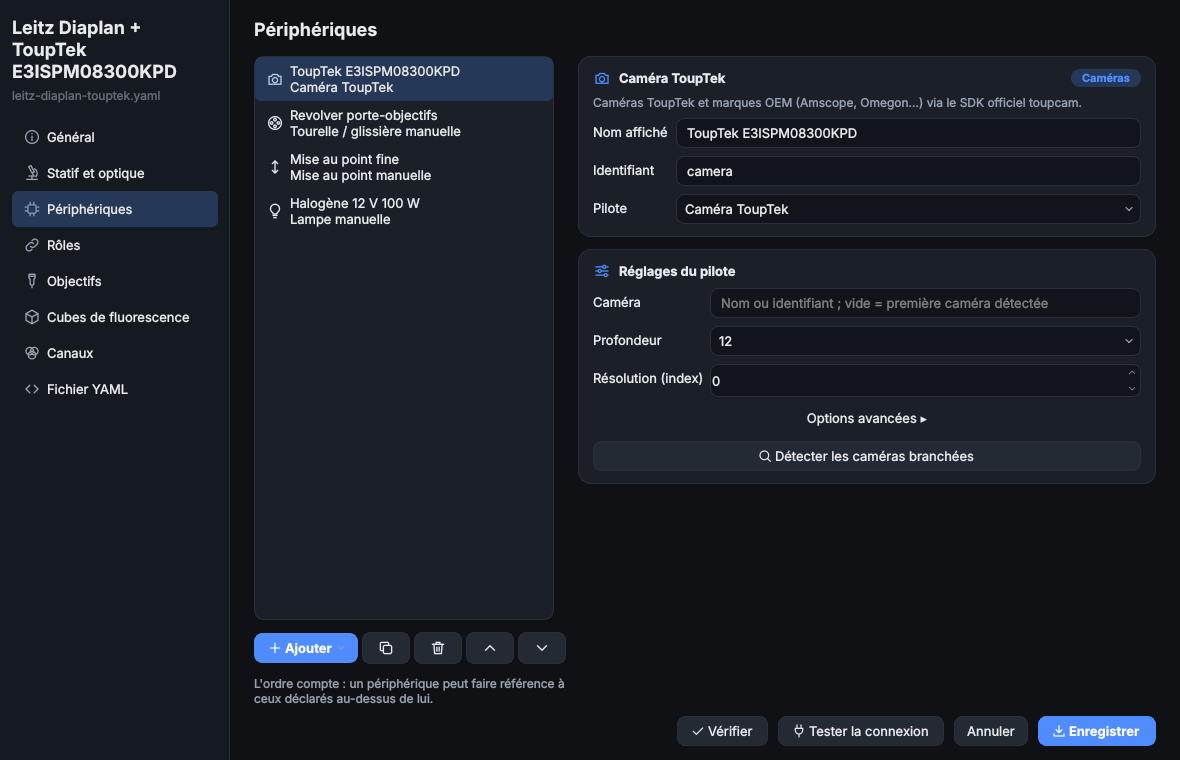 Leitz Diaplan +
ToupTek
E3ISPM08300KPD
leitz-diaplan-touptek.yaml
Général
Statif et optique
Périphériques
Rôles
Objectifs
Cubes de fluorescence
Canaux
Fichier YAML
Périphériques
ToupTek E3ISPM08300KPD
Caméra ToupTek
Revolver porte-objectifs
Tourelle / glissière manuelle
Mise au point fine
Mise au point manuelle
Halogène 12 V 100 W
Lampe manuelle
+ Ajouter
L'ordre compte : un périphérique peut faire référence à
ceux déclarés au-dessus de lui.
Caméra ToupTek
Caméras
Caméras ToupTek et marques OEM (Amscope, Omegon...) via le SDK officiel toupcam.
Nom affiché
ToupTek E3ISPM08300KPD
Identifiant
camera
Pilote
Caméra ToupTek
Réglages du pilote
Caméra
Nom ou identifiant ; vide = première caméra détectée
Profondeur
12
Résolution (index)
0
Options avancées ▸
Détecter les caméras branchées
Vérifier
Tester la connexion
Annuler
Enregistrer